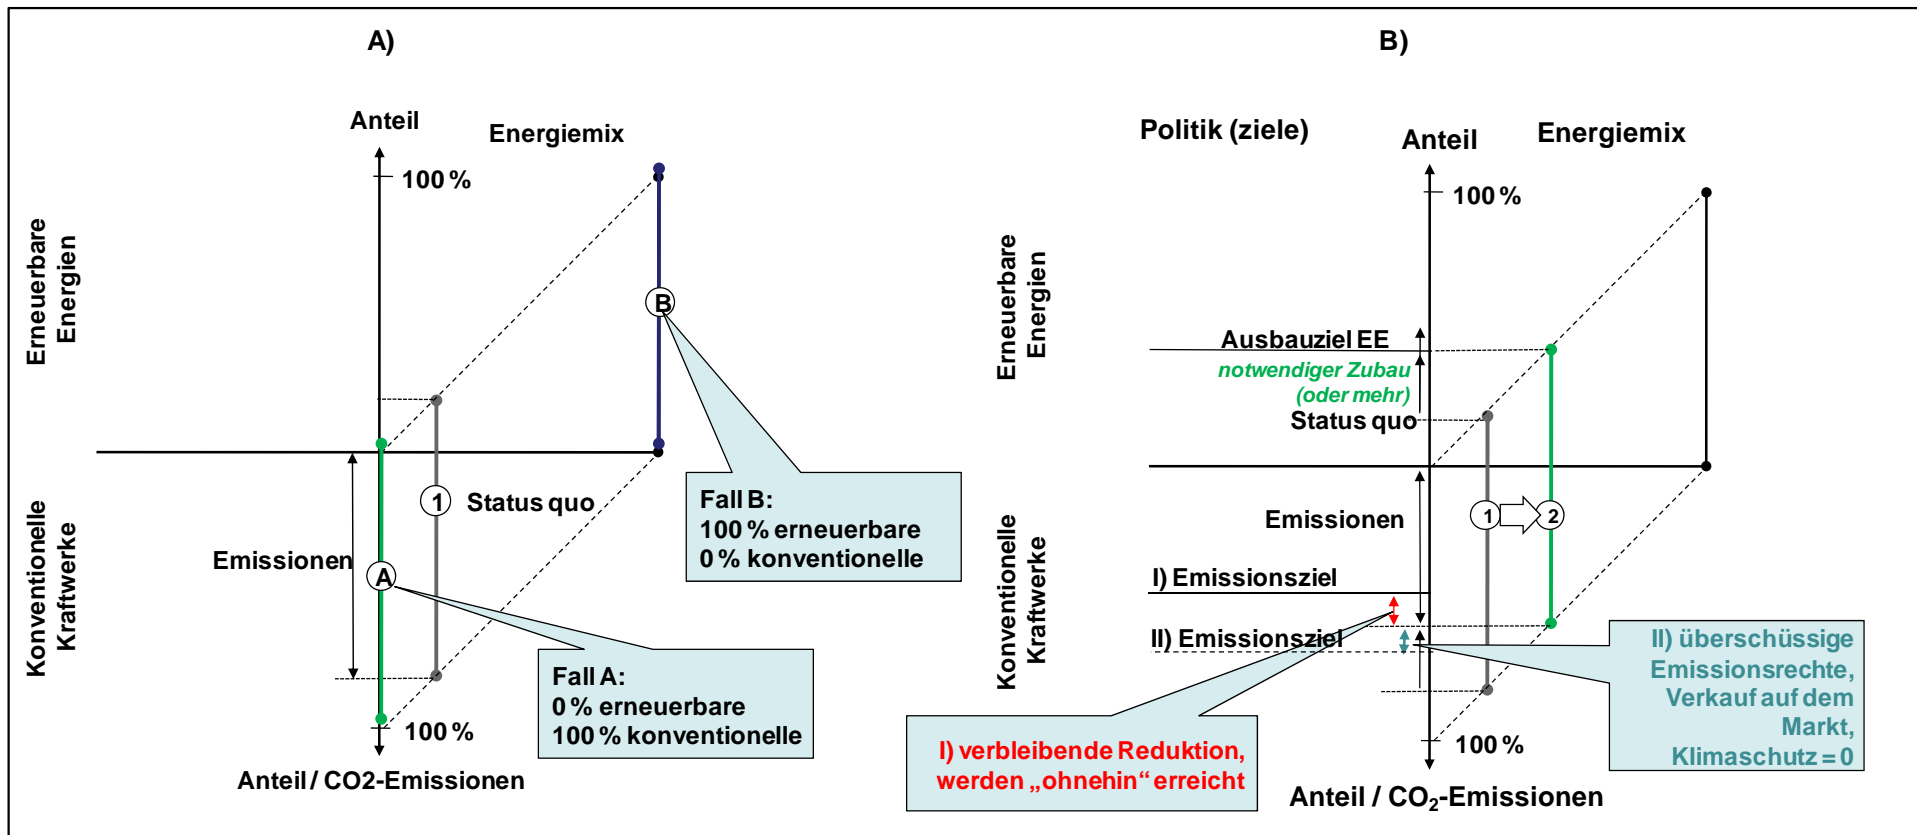 A)
Anteil
Energiemix
100 %
Erneuerbare
Energien
B
1
Status quo
Emissionen
A
Konventionelle
Kraftwerke
Fall B:
100 % erneuerbare
0 % konventionelle
Fall A:
0 % erneuerbare
100 % konventionelle
100 %
Anteil / CO2-Emissionen
B)
Politik (ziele)
Anteil
Energiemix
100 %
Erneuerbare
Energien
Ausbauziel EE
notwendiger Zubau
(oder mehr)
Status quo
Emissionen
1
2
Konventionelle
Kraftwerke
I) Emissionsziel
II) Emissionsziel
II) überschüssige
Emissionsrechte,
Verkauf auf dem
Markt,
Klimaschutz = 0
I) verbleibende Reduktion,
werden „ohnehin“ erreicht
100 %
Anteil / CO₂-Emissionen